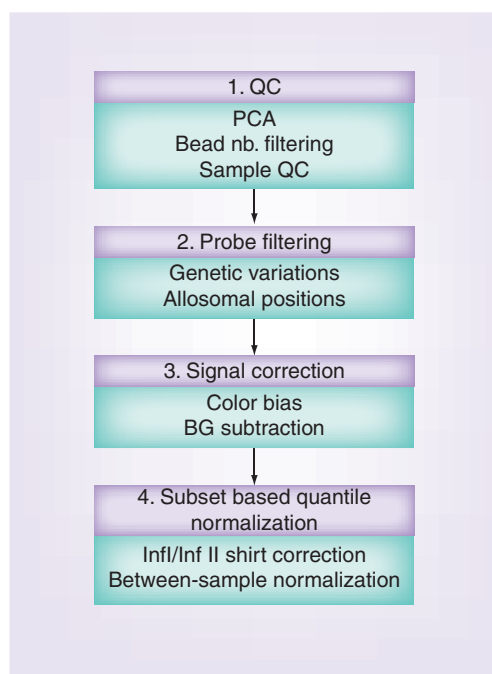 1. QC
PCA
Bead nb. filtering
Sample QC
2. Probe filtering
Genetic variations
Allosomal positions
3. Signal correction
Color bias
BG subtraction
4. Subset based quantile
normalization
InfI/Inf II shirt correction
Between-sample normalization